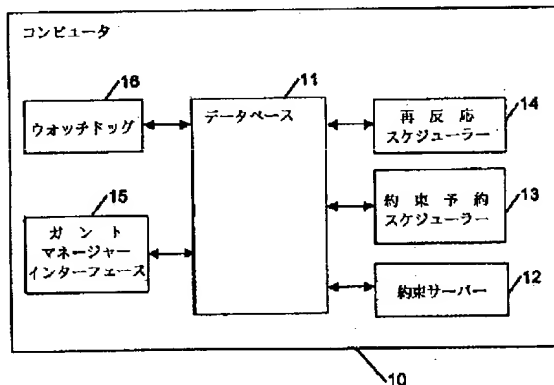 コンピュータ
16
ウォッチドッグ
15
ガント
マネージャー
インターフェース
11
データベース
14
再反応
スケジューラー
13
約束予約
スケジューラー
12
約束サーバー
10